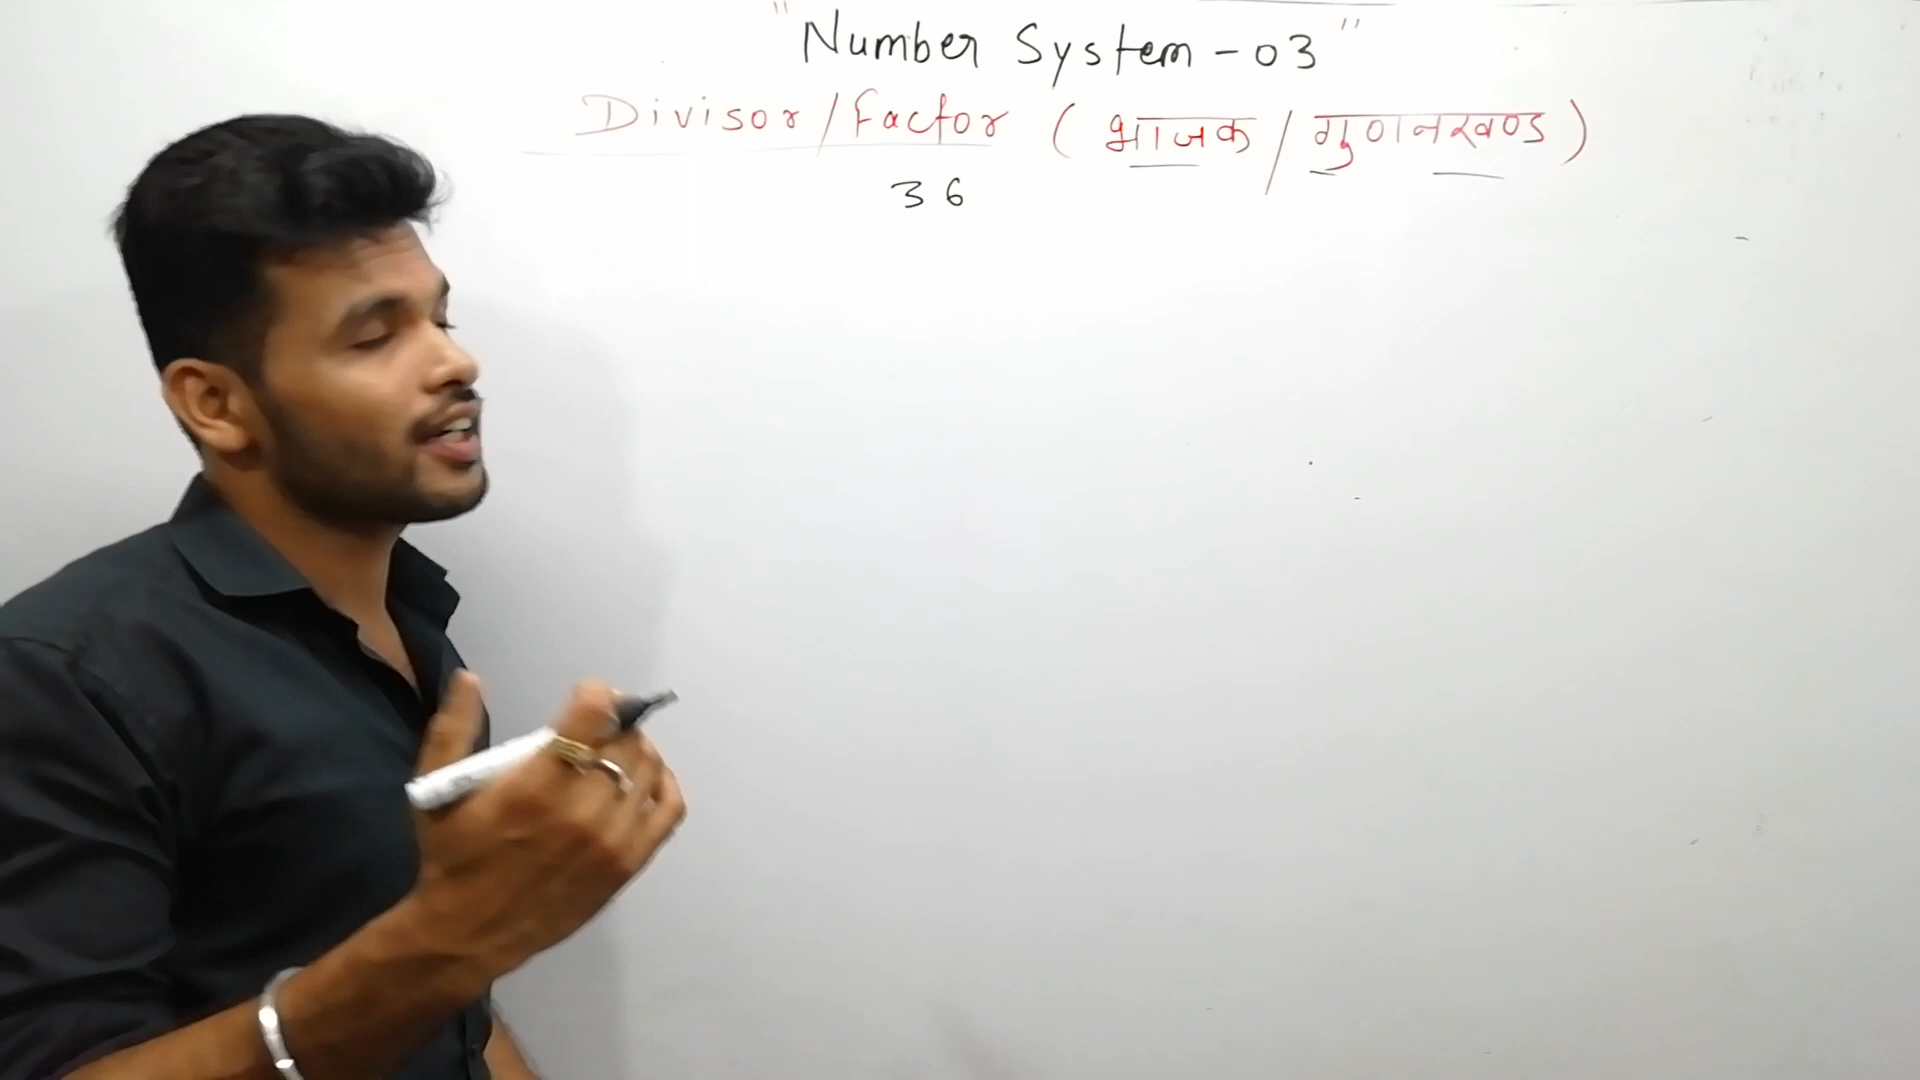 "Number System - 03"
Divisor/Factor (भाजक/गुणनखण्ड)
36